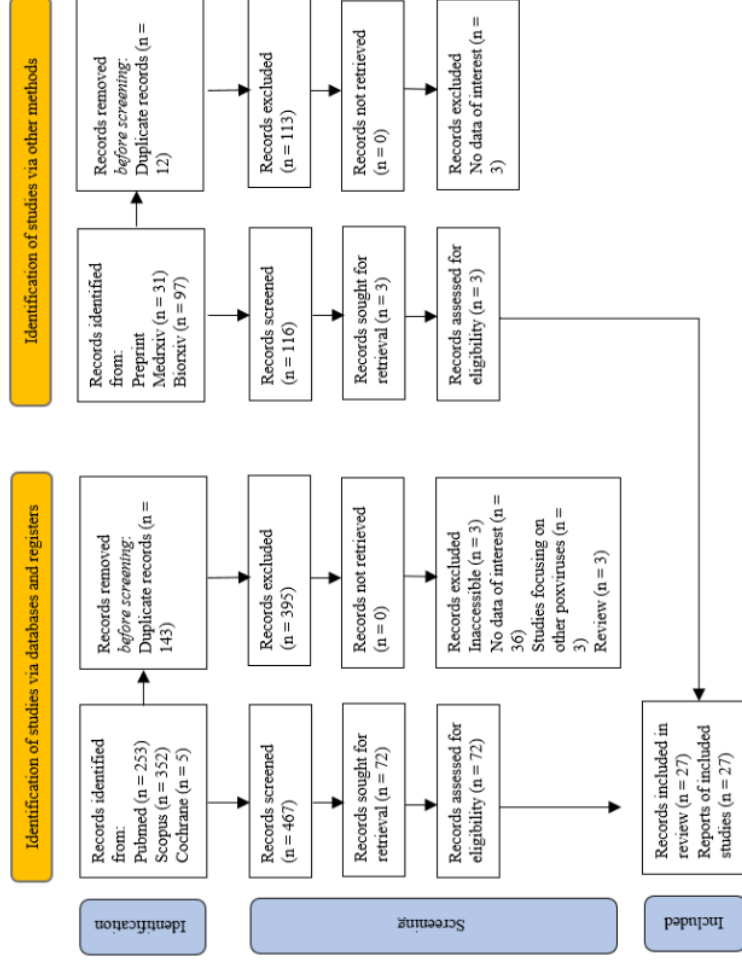 Identification of studies via databases and registers
Identification of studies via other methods
Identification
Records identified
from:
Pubmed (n = 253)
Scopus (n = 352)
Cochrane (n = 5)
Records removed
before screening:
Duplicate records (n =
143)
Records identified
from:
Preprint
Medrxiv (n = 31)
Biorxiv (n = 97)
Records removed
before screening:
Duplicate records (n =
12)
Screening
Records screened
(n = 467)
Records excluded
(n = 395)
Records screened
(n = 116)
Records excluded
(n = 113)
Records sought for
retrieval (n = 72)
Records not retrieved
(n = 0)
Records sought for
retrieval (n = 3)
Records not retrieved
(n = 0)
Records assessed for
eligibility (n = 72)
Records excluded
Inaccessible (n = 3)
No data of interest (n =
36)
Studies focusing on
other poxviruses (n =
3)
Review (n = 3)
Records assessed for
eligibility (n = 3)
Records excluded
No data of interest (n =
3)
Included
Records included in
review (n = 27)
Reports of included
studies (n = 27)